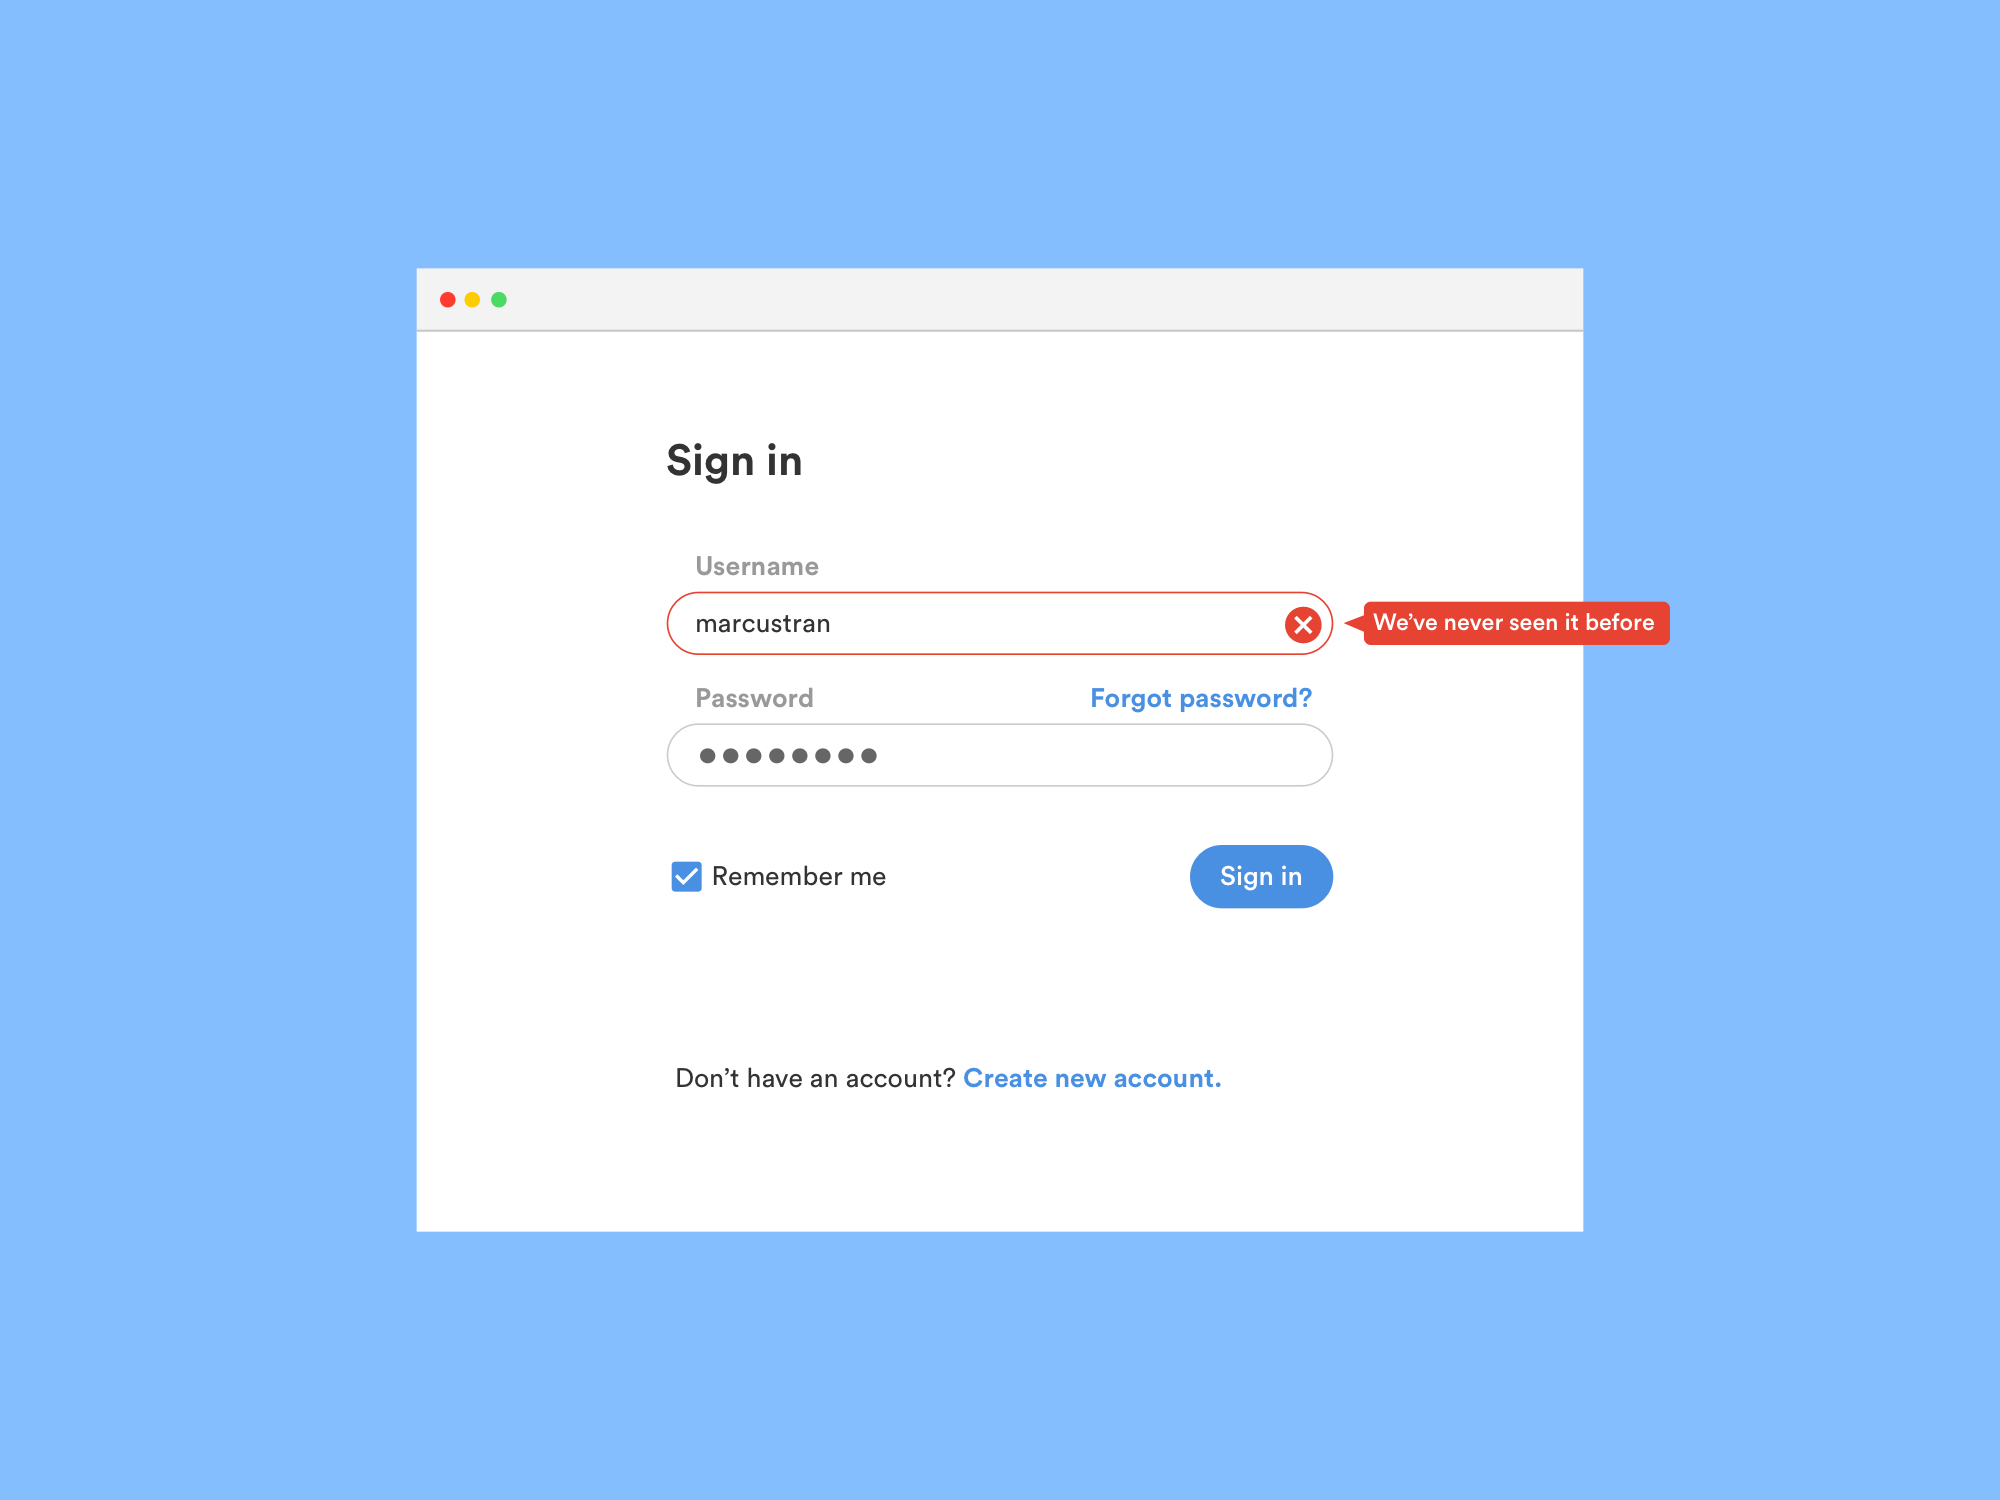 Sign in
Username
marcustran
We’ve never seen it before
Password
Forgot password?
Remember me
Sign in
Don’t have an account? Create new account.